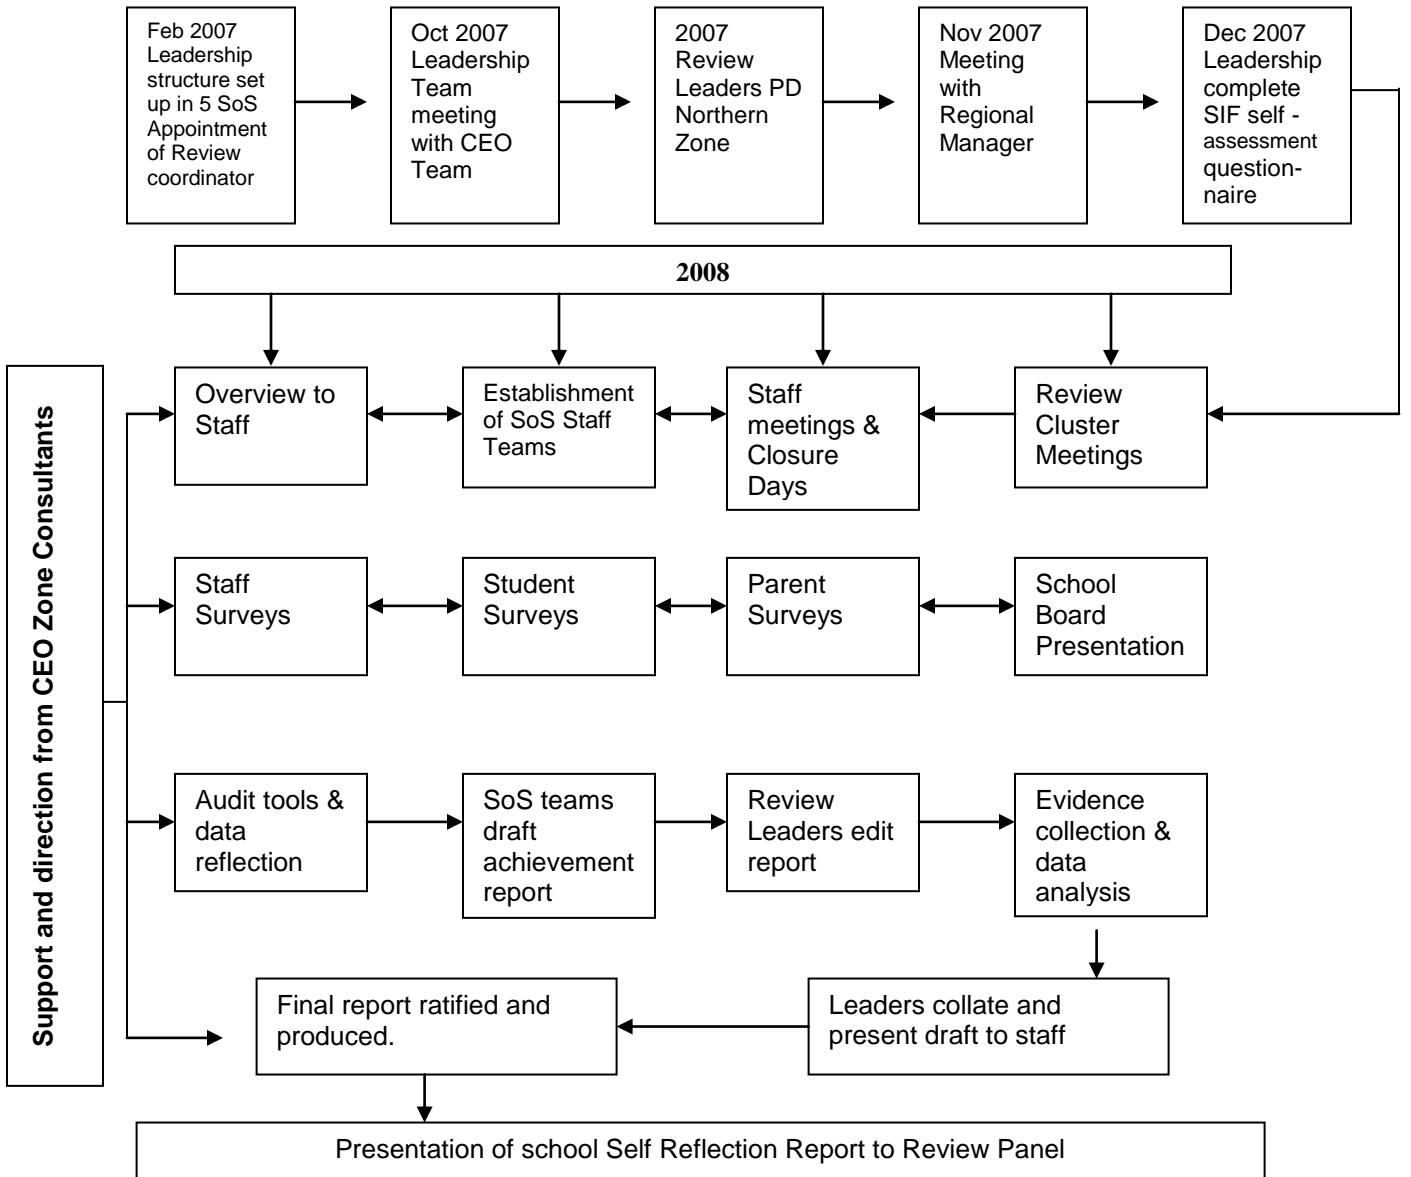 Feb 2007
Leadership
structure set
up in 5 SoS
Appointment
of Review
coordinator
Oct 2007
Leadership
Team
meeting
with CEO
Team
2007
Review
Leaders PD
Northern
Zone
Nov 2007
Meeting
with
Regional
Manager
Dec 2007
Leadership
complete
SIF self -
assessment
question-
naire
2008
Support and direction from CEO Zone Consultants
Overview to
Staff
Establishment
of SoS Staff
Teams
Staff
meetings &
Closure
Days
Review
Cluster
Meetings
Staff
Surveys
Student
Surveys
Parent
Surveys
School
Board
Presentation
Audit tools &
data
reflection
SoS teams
draft
achievement
report
Review
Leaders edit
report
Evidence
collection &
data
analysis
Final report ratified and
produced.
Leaders collate and
present draft to staff
Presentation of school Self Reflection Report to Review Panel